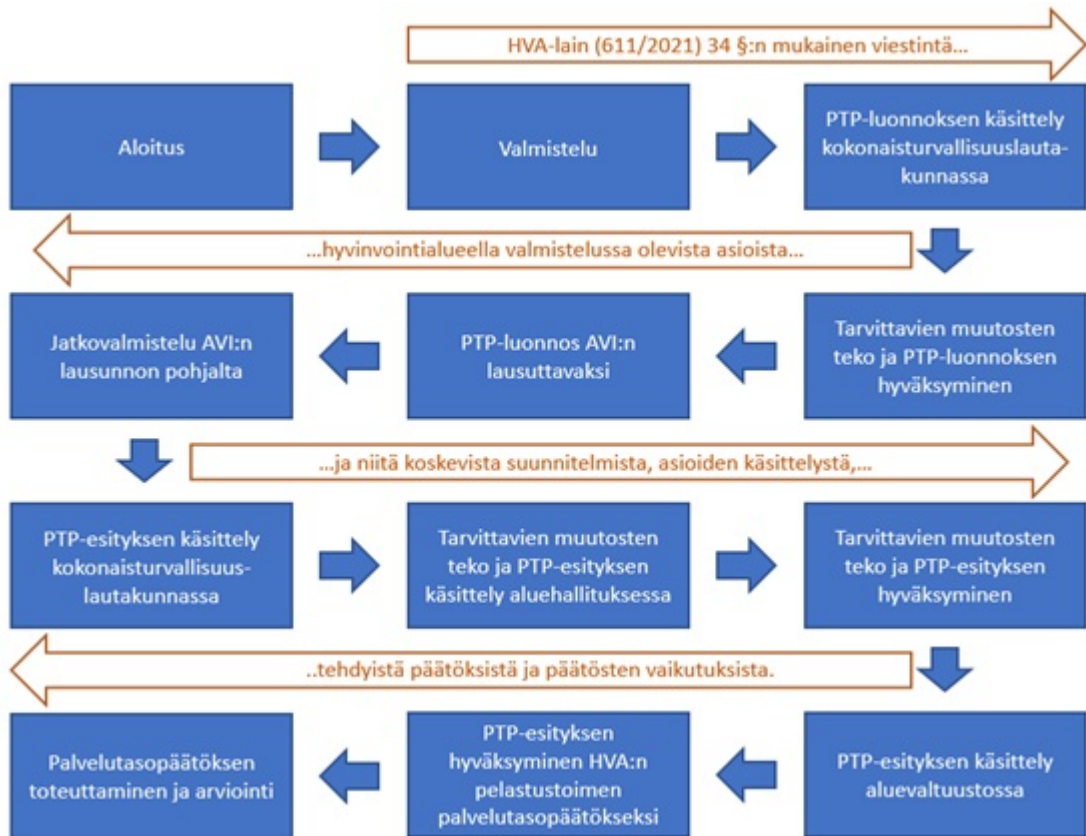 HVA-lain (611/2021) 34 §:n mukainen viestintä...
Aloitus
Valmistelu
PTP-luonnoksen käsittely
kokonaisturvallisuuslauta-
kunnassa
...hyvinvointialueella valmistelussa olevista asioista...
Tarvittavien muutosten
teko ja PTP-luonnoksen
hyväksyminen
PTP-luonnos AVI:n
lausuttavaksi
Jatkovalmistelu AVI:n
lausunnon pohjalta
...ja niitä koskevista suunnitelmista, asioiden käsittelystä,...
PTP-esityksen käsittely
kokonaisturvallisuus-
lautakunnassa
Tarvittavien muutosten
teko ja PTP-esityksen
käsittely aluehallituksessa
Tarvittavien muutosten
teko ja PTP-esityksen
hyväksyminen
..tehdyistä päätöksistä ja päätösten vaikutuksista.
PTP-esityksen käsittely
aluevaltuustossa
PTP-esityksen
hyväksyminen HVA:n
pelastustoimen
palvelutasopäätökseksi
Palvelutasopäätöksen
toteuttaminen ja arviointi